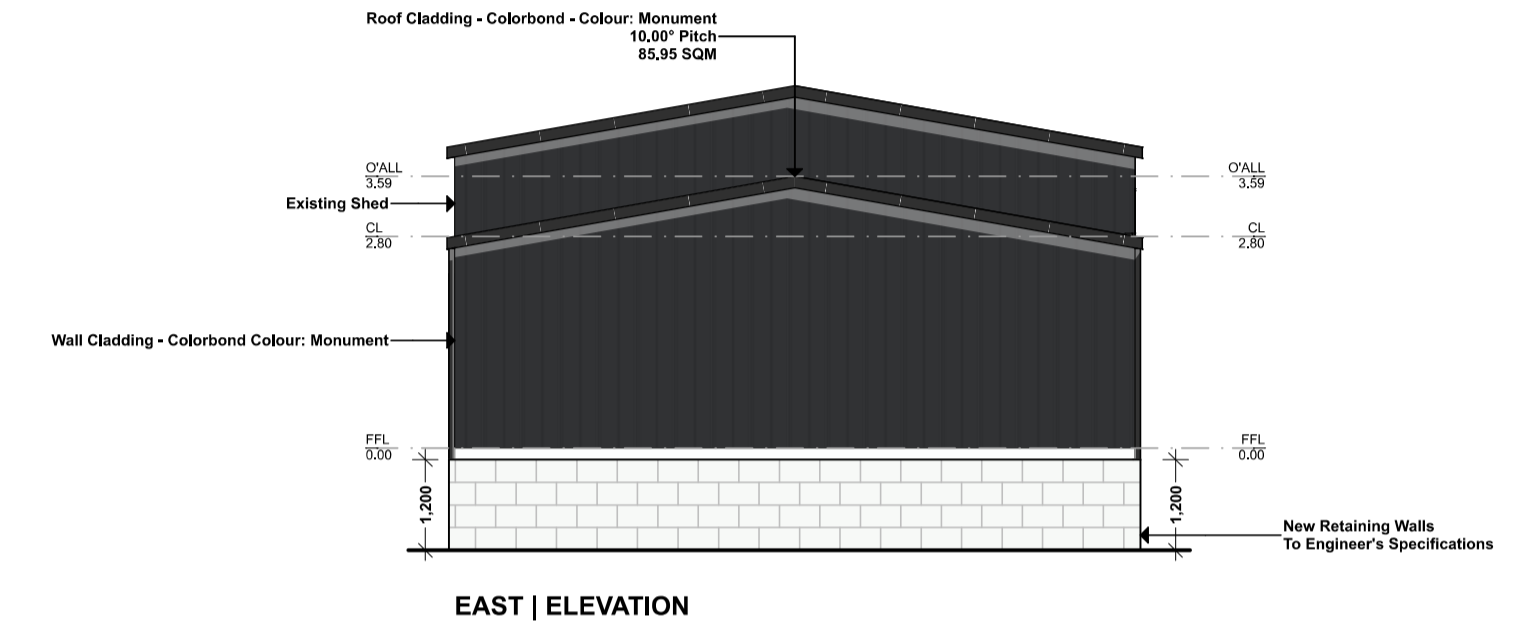 Roof Cladding - Colorbond - Colour: Monument
10.00° Pitch
85.95 SQM
O'ALL
3.59
O'ALL
3.59
Existing Shed
CL
2.80
CL
2.80
Wall Cladding - Colorbond Colour: Monument
FFL
0.00
FFL
0.00
1,200
1,200
New Retaining Walls
To Engineer's Specifications
EAST | ELEVATION